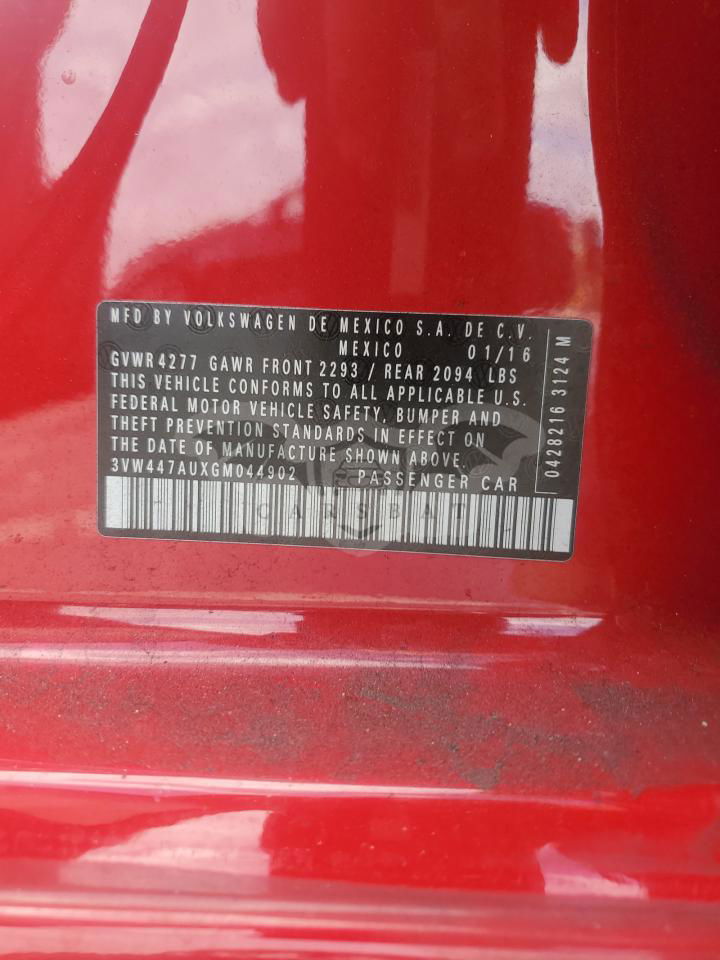 MFD BY VOLKSWAGEN DE MEXICO S.A. DE C.V.
MEXICO 01/16
GVWR4277 GAWR FRONT 2293 / REAR 2094 LBS
THIS VEHICLE CONFORMS TO ALL APPLICABLE U.S.
FEDERAL MOTOR VEHICLE SAFETY, BUMPER AND
THEFT PREVENTION STANDARDS IN EFFECT ON
THE DATE OF MANUFACTURE SHOWN ABOVE.
3VW447AUXGM044902 PASSENGER CAR
0428216 3124 M
CARSBAT